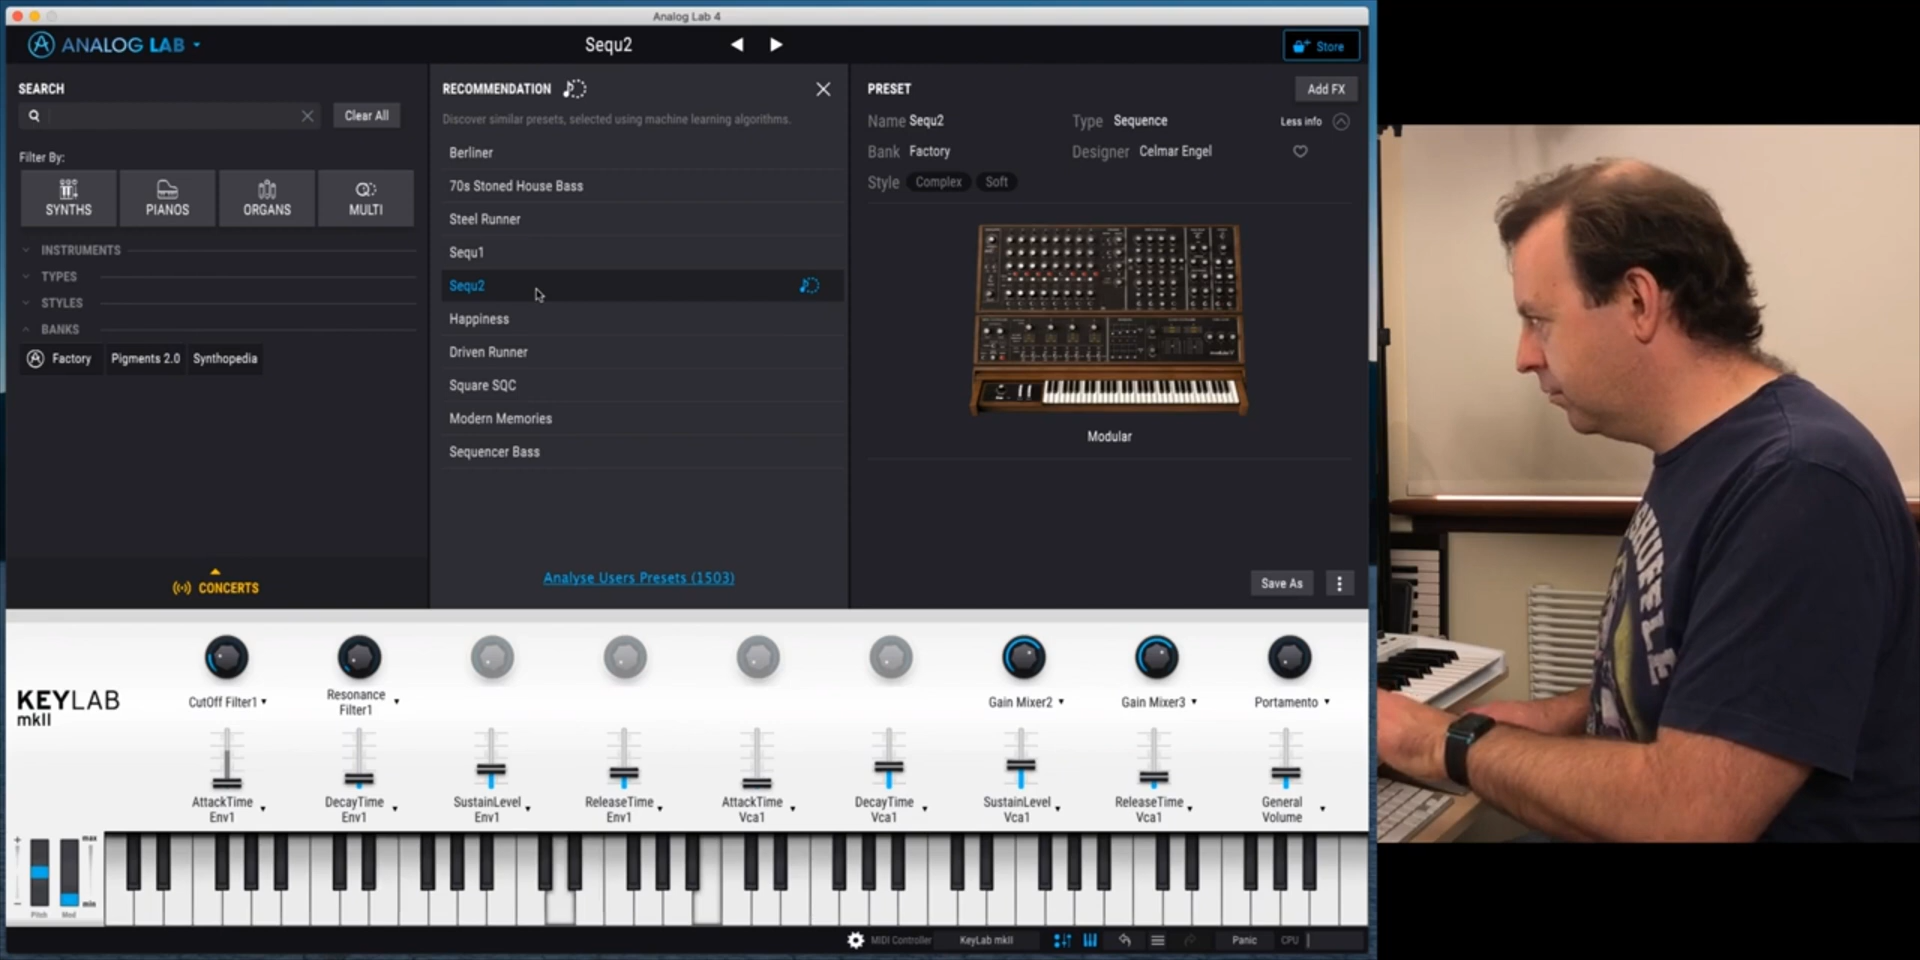 Analog Lab 4
ANALOG LAB
Sequ2
Store
SEARCH
Clear All
Filter By:
SYNTHS
PIANOS
ORGANS
MULTI
INSTRUMENTS
TYPES
STYLES
BANKS
Factory
Pigments 2.0
Synthopedia
CONCERTS
RECOMMENDATION
Discover similar presets, selected using machine learning algorithms.
Berliner
70s Stoned House Bass
Steel Runner
Sequ1
Sequ2
Happiness
Driven Runner
Square SQC
Modern Memories
Sequencer Bass
Analyse Users Presets (1503)
PRESET
Add FX
Name Sequ2
Type Sequence
Less info
Bank Factory
Designer Celmar Engel
Style Complex Soft
Modular
Save As
KEYLAB
mkII
CutOff Filter1
Resonance
Filter1
Gain Mixer2
Gain Mixer3
Portamento
AttackTime
Env1
DecayTime
Env1
SustainLevel
Env1
ReleaseTime
Env1
AttackTime
Vca1
DecayTime
Vca1
SustainLevel
Vca1
ReleaseTime
Vca1
General
Volume
+
max
-
min
Pitch
Mod
MIDI Controller
KeyLab mkII
Panic
CPU